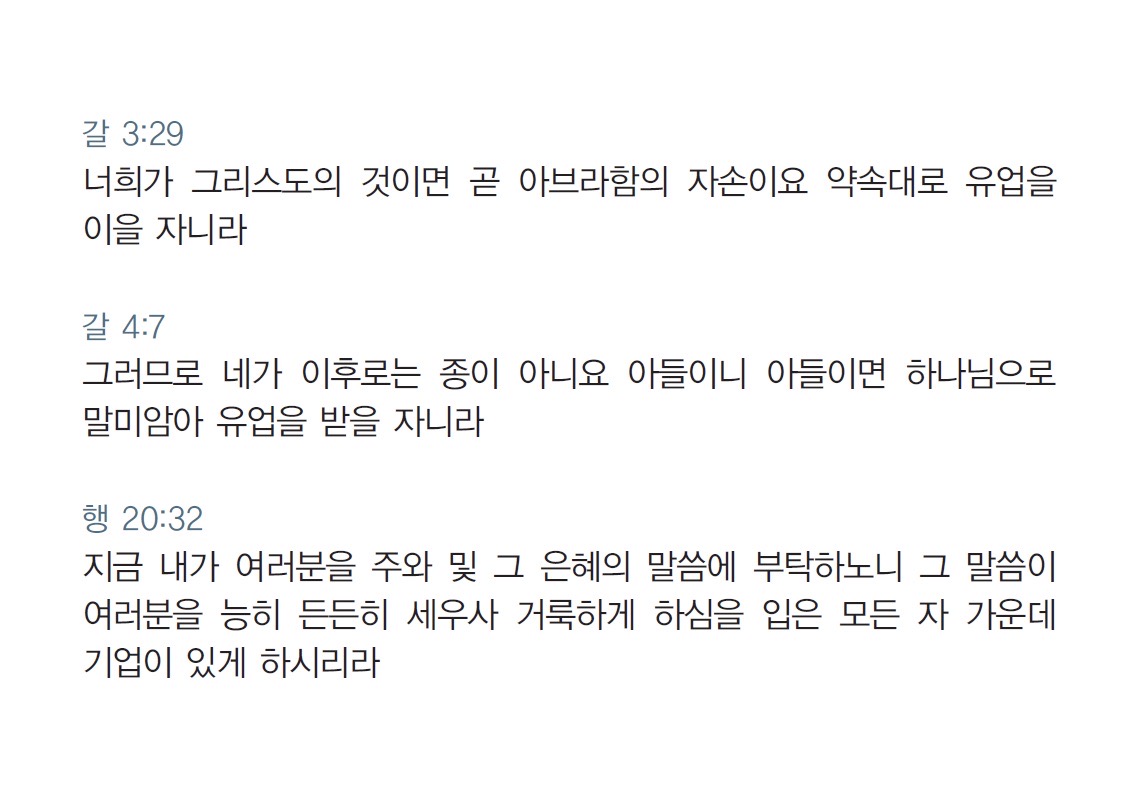 갈 3:29
너희가 그리스도의 것이면 곧 아브라함의 자손이요 약속대로 유업을
이을 자니라
갈 4:7
그러므로 네가 이후로는 종이 아니요 아들이니 아들이면 하나님으로
말미암아 유업을 받을 자니라
행 20:32
지금 내가 여러분을 주와 및 그 은혜의 말씀에 부탁하노니 그 말씀이
여러분을 능히 든든히 세우사 거룩하게 하심을 입은 모든 자 가운데
기업이 있게 하시리라